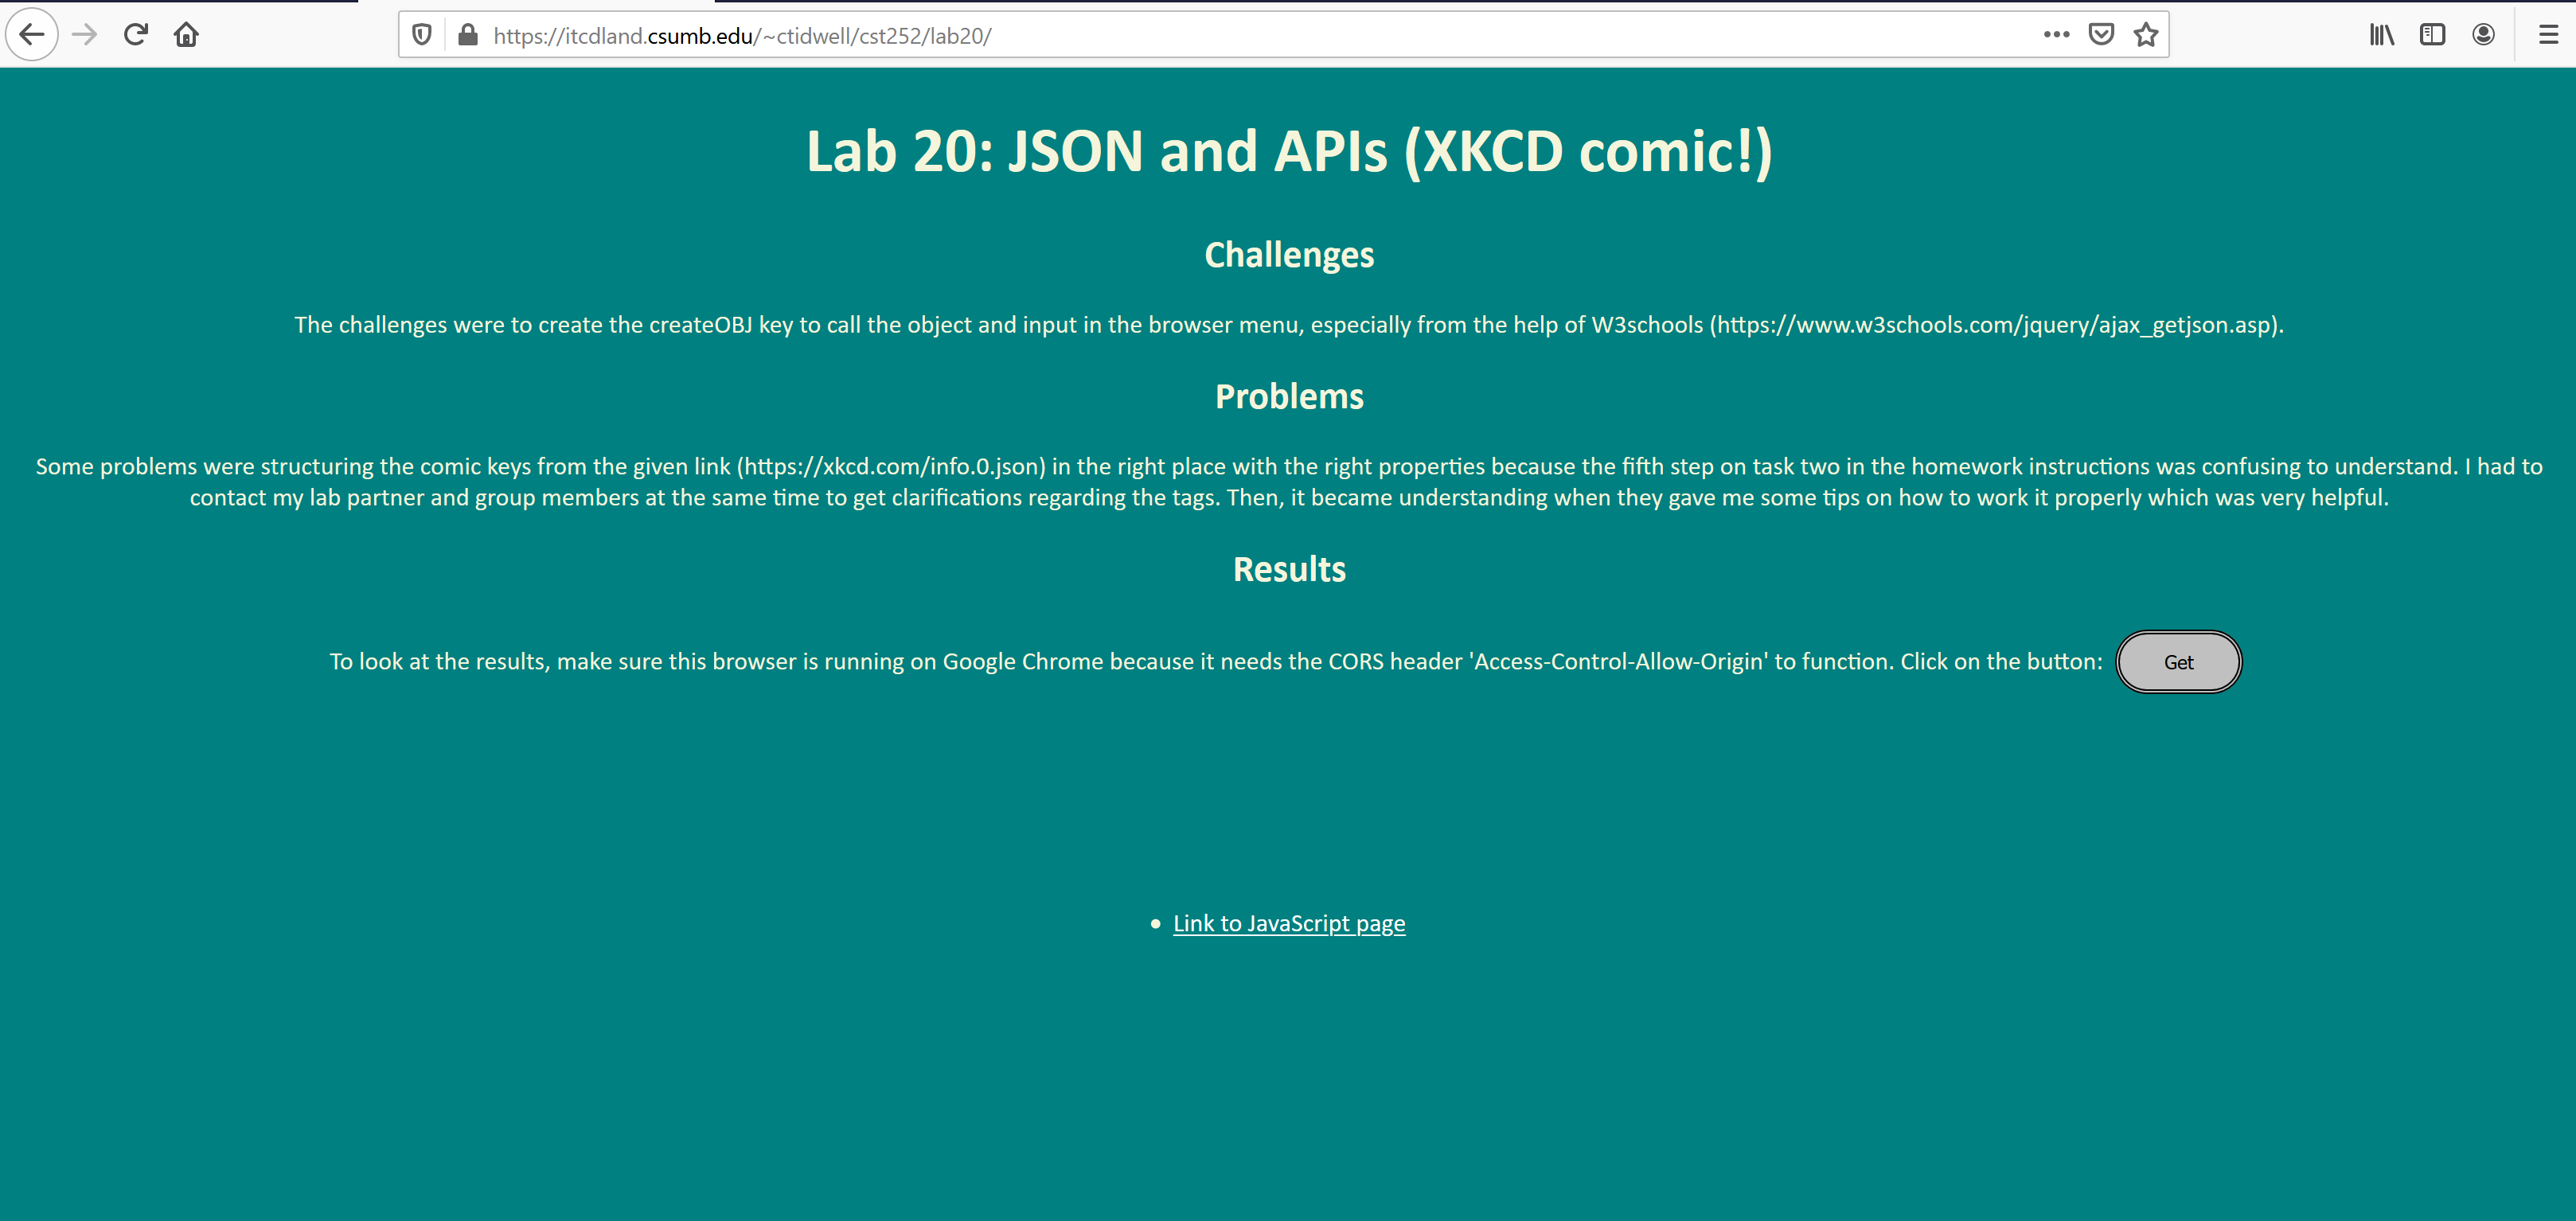 https://itcdland.csumb.edu/~ctidwell/cst252/lab20/
Lab 20: JSON and APIs (XKCD comic!)
Challenges
The challenges were to create the createOBJ key to call the object and input in the browser menu, especially from the help of W3schools (https://www.w3schools.com/jquery/ajax_getjson.asp).
Problems
Some problems were structuring the comic keys from the given link (https://xkcd.com/info.0.json) in the right place with the right properties because the fifth step on task two in the homework instructions was confusing to understand. I had to
contact my lab partner and group members at the same time to get clarifications regarding the tags. Then, it became understanding when they gave me some tips on how to work it properly which was very helpful.
Results
To look at the results, make sure this browser is running on Google Chrome because it needs the CORS header 'Access-Control-Allow-Origin' to function. Click on the button: Get
• Link to JavaScript page